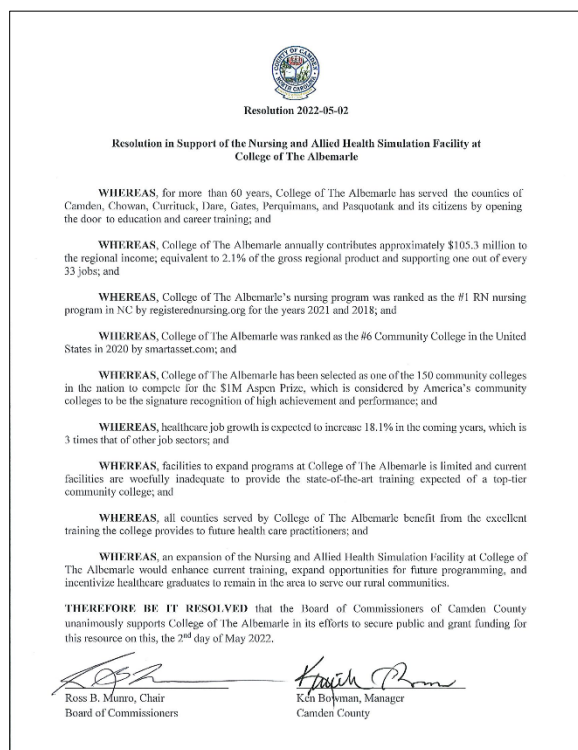 COUNTY OF CAMDEN
NORTH CAROLINA
Resolution 2022-05-02
Resolution in Support of the Nursing and Allied Health Simulation Facility at
College of The Albemarle
WHEREAS, for more than 60 years, College of The Albemarle has served the counties of
Camden, Chowan, Currituck, Dare, Gates, Perquimans, and Pasquotank and its citizens by opening
the door to education and career training; and
WHEREAS, College of The Albemarle annually contributes approximately $105.3 million to
the regional income; equivalent to 2.1% of the gross regional product and supporting one out of every
33 jobs; and
WHEREAS, College of The Albemarle's nursing program was ranked as the #1 RN nursing
program in NC by registerednursing.org for the years 2021 and 2018; and
WHEREAS, College of The Albemarle was ranked as the #6 Community College in the United
States in 2020 by smartasset.com; and
WHEREAS, College of The Albemarle has been selected as one of the 150 community colleges
in the nation to compete for the $1M Aspen Prize, which is considered by America's community
colleges to be the signature recognition of high achievement and performance; and
WHEREAS, healthcare job growth is expected to increase 18.1% in the coming years, which is
3 times that of other job sectors; and
WHEREAS, facilities to expand programs at College of The Albemarle is limited and current
facilities are woefully inadequate to provide the state-of-the-art training expected of a top-tier
community college; and
WHEREAS, all counties served by College of The Albemarle benefit from the excellent
training the college provides to future health care practitioners; and
WHEREAS, an expansion of the Nursing and Allied Health Simulation Facility at College of
The Albemarle would enhance current training, expand opportunities for future programming, and
incentivize healthcare graduates to remain in the area to serve our rural communities.
THEREFORE BE IT RESOLVED that the Board of Commissioners of Camden County
unanimously supports College of The Albemarle in its efforts to secure public and grant funding for
this resource on this, the 2nd day of May 2022.
Ross B. Munro, Chair
Board of Commissioners
Ken Bowman, Manager
Camden County